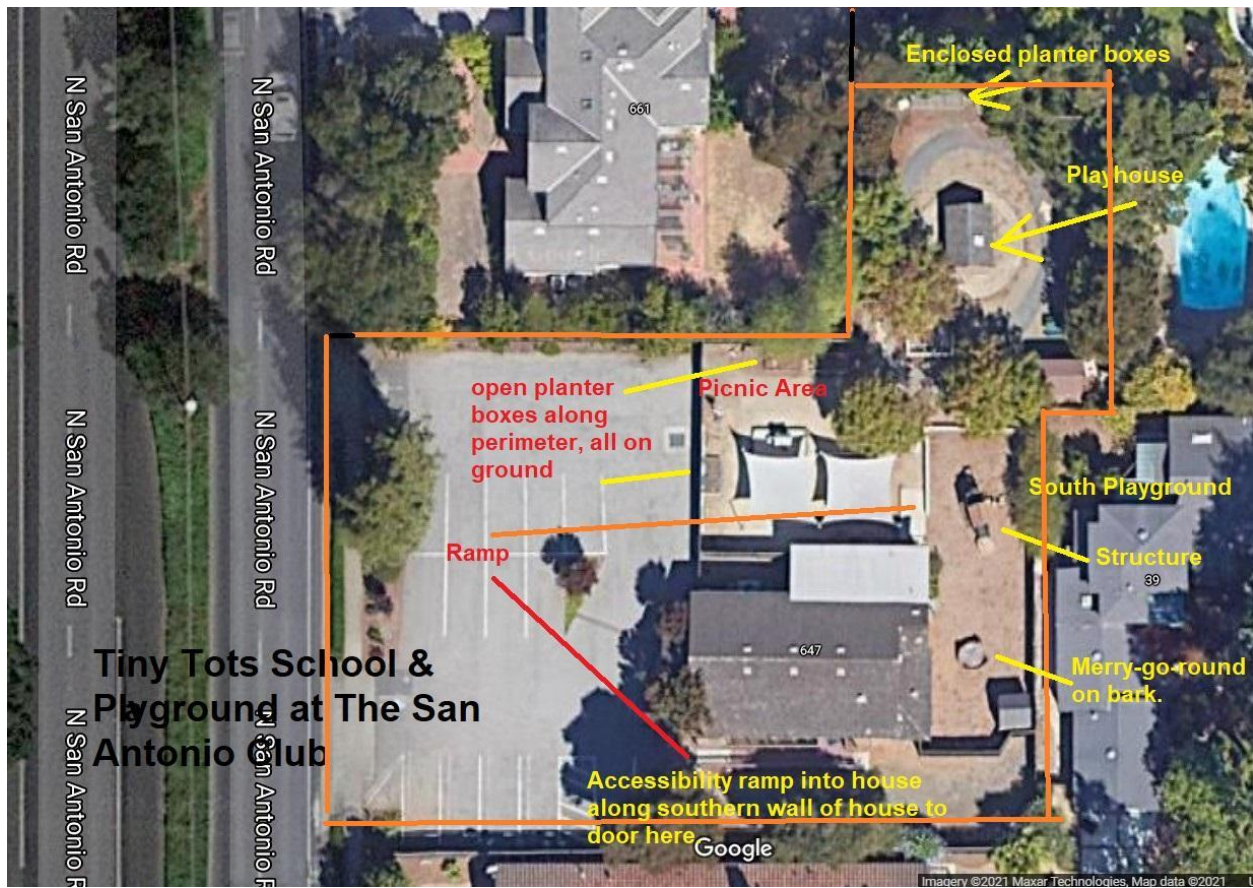 N San Antonio Rd
N San Antonio Rd
661
Enclosed planter boxes
Playhouse
open planter
boxes along
perimeter, all on
ground
Picnic Area
N San Antonio Rd
N San Antonio Rd
South Playground
Ramp
Structure
39
647
Tiny Tots School &
Plyground at The San
Antonio Club
Merry-go-round
on bark.
N San Antonio R
N San Antonio Rd
Accessibility ramp into house
along southern wall of house to
door here
Google
Imagery ©2021 Maxar Technologies, Map data ©2021